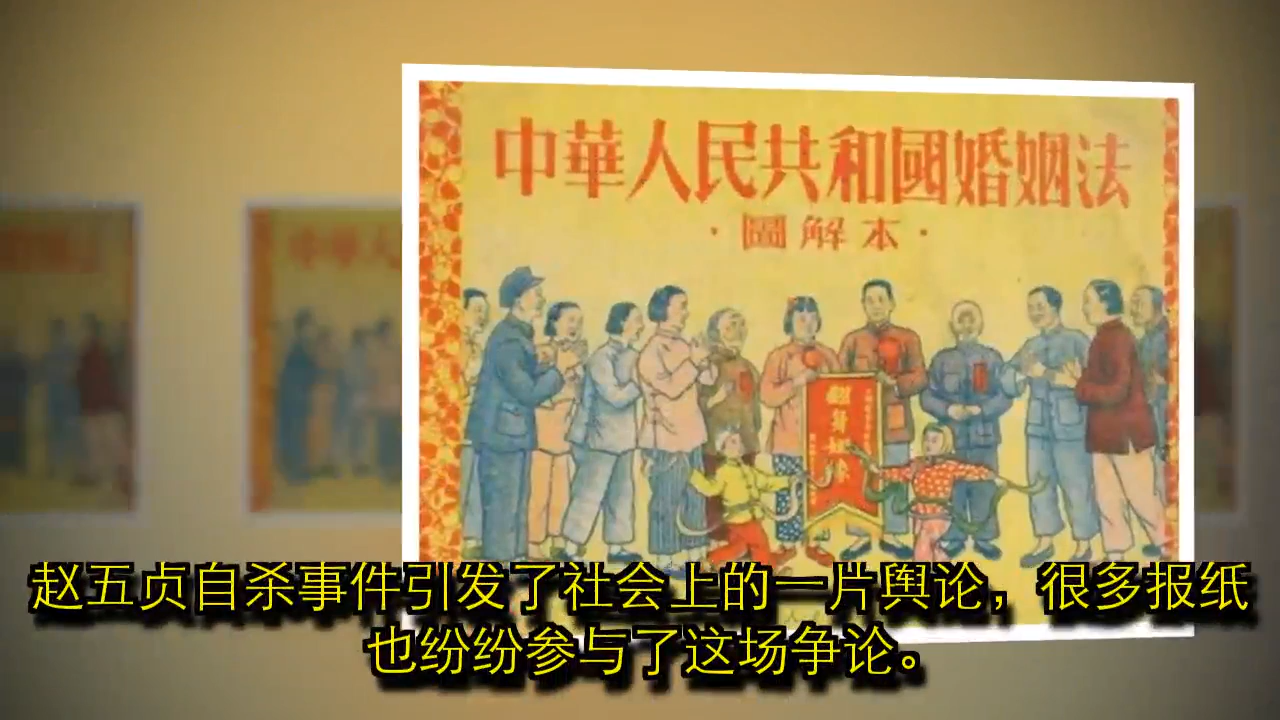 中華人民共和國婚姻法
·圖解本·
赵五贞自杀事件引发了社会上的一片舆论，很多报纸
也纷纷参与了这场争论。